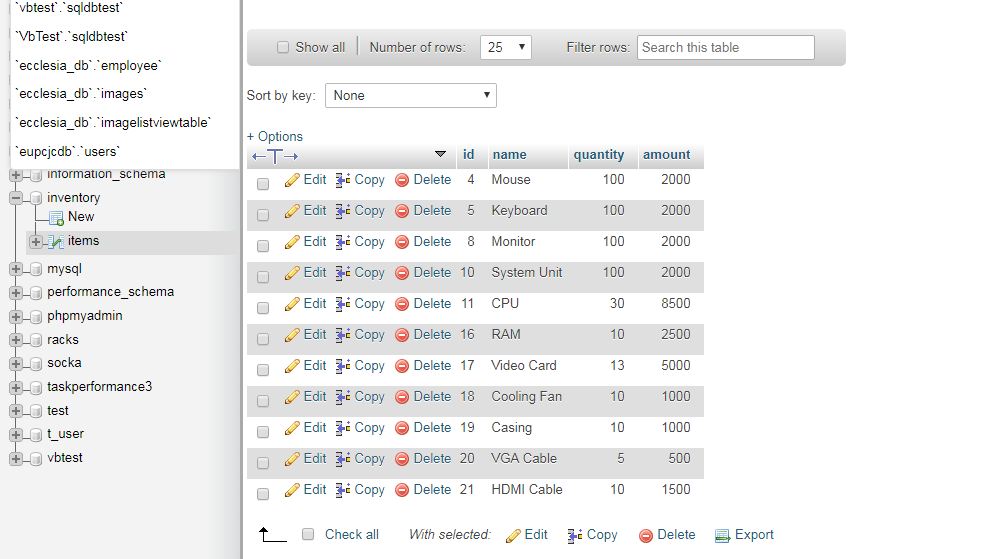 `vbtest`.`sqldbtest`
`VbTest`.`sqldbtest`
`ecclesia_db`.`employee`
`ecclesia_db`.`images`
`ecclesia_db`.`imagelistviewtable`
`eupcjcdb`.`users`
information_schema
inventory
New
items
mysql
performance_schema
phpmyadmin
racks
socka
taskperformance3
test
t_user
vbtest
Show all Number of rows: 25 Filter rows: Search this table
Sort by key: None
+ Options
id name quantity amount
Edit Copy Delete 4 Mouse 100 2000
Edit Copy Delete 5 Keyboard 100 2000
Edit Copy Delete 8 Monitor 100 2000
Edit Copy Delete 10 System Unit 100 2000
Edit Copy Delete 11 CPU 30 8500
Edit Copy Delete 16 RAM 10 2500
Edit Copy Delete 17 Video Card 13 5000
Edit Copy Delete 18 Cooling Fan 10 1000
Edit Copy Delete 19 Casing 10 1000
Edit Copy Delete 20 VGA Cable 5 500
Edit Copy Delete 21 HDMI Cable 10 1500
Check all With selected: Edit Copy Delete Export